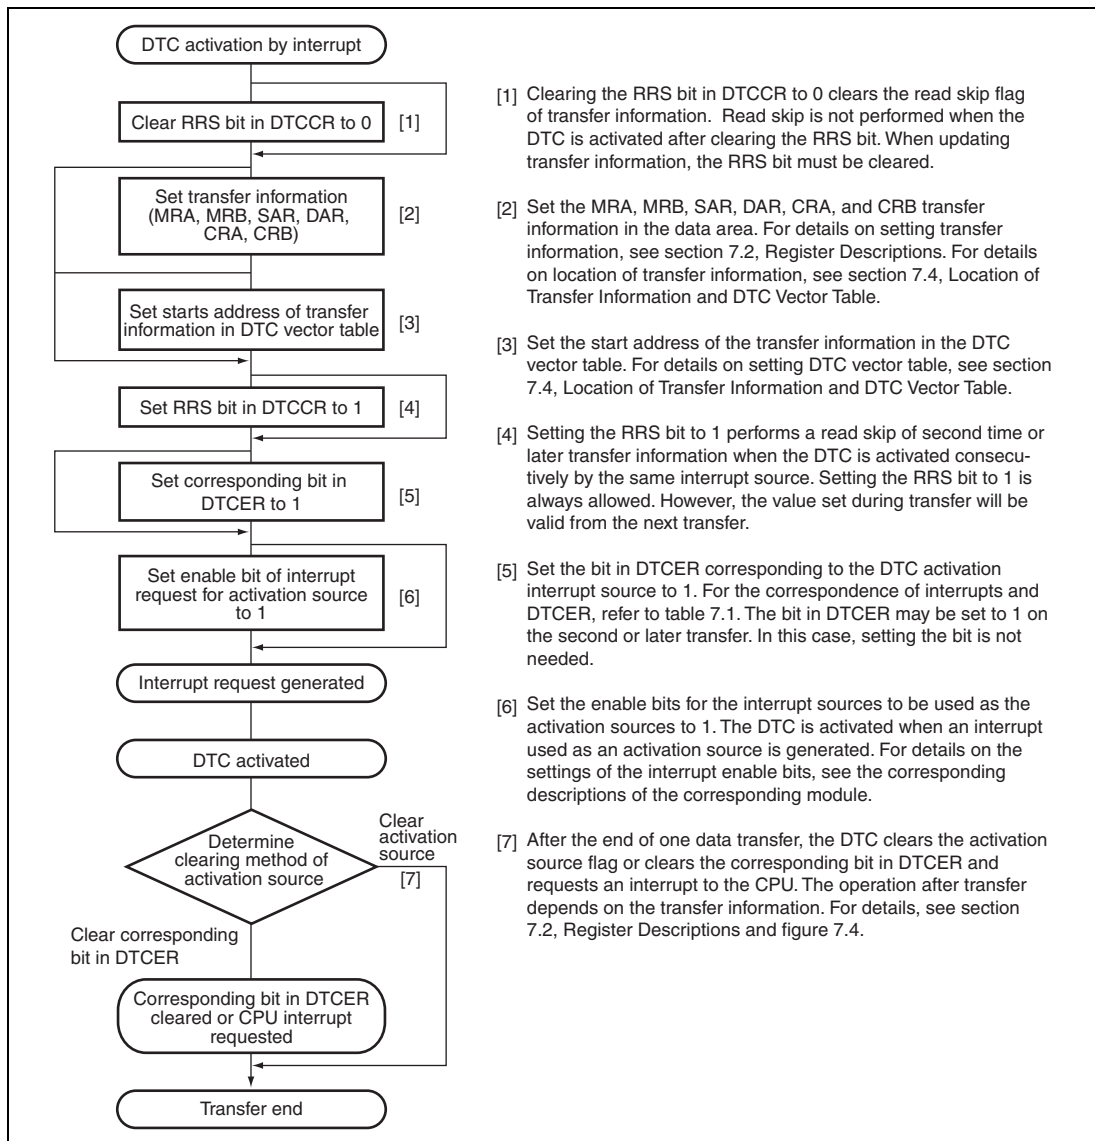 DTC activation by interrupt
Clear RRS bit in DTCCR to 0
[1]
Set transfer information
(MRA, MRB, SAR, DAR,
CRA, CRB)
[2]
Set starts address of transfer
information in DTC vector table
[3]
Set RRS bit in DTCCR to 1
[4]
Set corresponding bit in
DTCER to 1
[5]
Set enable bit of interrupt
request for activation source
to 1
[6]
Interrupt request generated
DTC activated
Determine
clearing method of
activation source
Clear
activation
source
[7]
Clear corresponding
bit in DTCER
Corresponding bit in DTCER
cleared or CPU interrupt
requested
Transfer end
[1] Clearing the RRS bit in DTCCR to 0 clears the read skip flag
of transfer information. Read skip is not performed when the
DTC is activated after clearing the RRS bit. When updating
transfer information, the RRS bit must be cleared.
[2] Set the MRA, MRB, SAR, DAR, CRA, and CRB transfer
information in the data area. For details on setting transfer
information, see section 7.2, Register Descriptions. For details
on location of transfer information, see section 7.4, Location of
Transfer Information and DTC Vector Table.
[3] Set the start address of the transfer information in the DTC
vector table. For details on setting DTC vector table, see section
7.4, Location of Transfer Information and DTC Vector Table.
[4] Setting the RRS bit to 1 performs a read skip of second time or
later transfer information when the DTC is activated consecu-
tively by the same interrupt source. Setting the RRS bit to 1 is
always allowed. However, the value set during transfer will be
valid from the next transfer.
[5] Set the bit in DTCER corresponding to the DTC activation
interrupt source to 1. For the correspondence of interrupts and
DTCER, refer to table 7.1. The bit in DTCER may be set to 1 on
the second or later transfer. In this case, setting the bit is not
needed.
[6] Set the enable bits for the interrupt sources to be used as the
activation sources to 1. The DTC is activated when an interrupt
used as an activation source is generated. For details on the
settings of the interrupt enable bits, see the corresponding
descriptions of the corresponding module.
[7] After the end of one data transfer, the DTC clears the activation
source flag or clears the corresponding bit in DTCER and
requests an interrupt to the CPU. The operation after transfer
depends on the transfer information. For details, see section
7.2, Register Descriptions and figure 7.4.